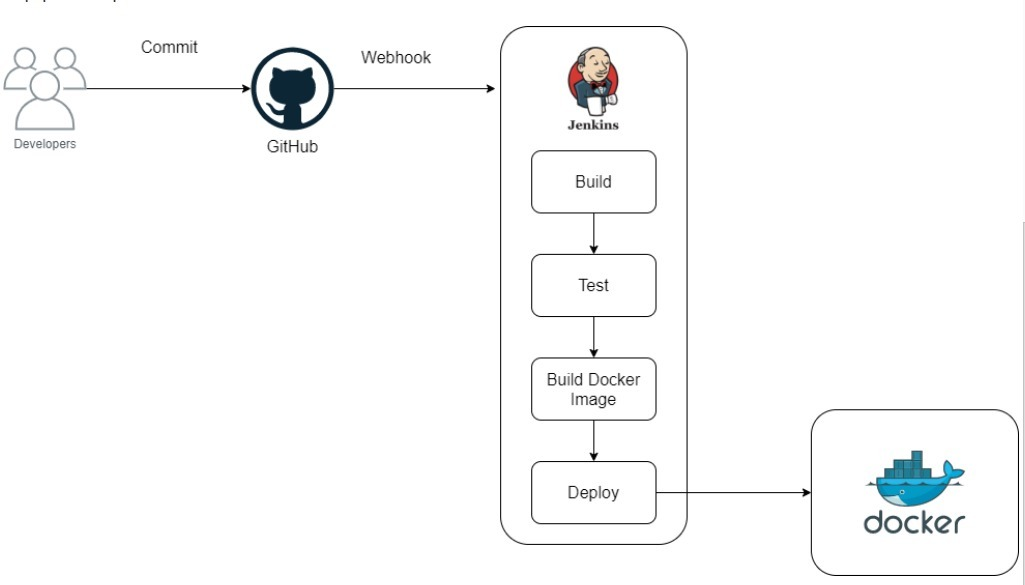 Commit
Webhook
Developers
GitHub
Jenkins
Build
Test
Build Docker
Image
Deploy
docker